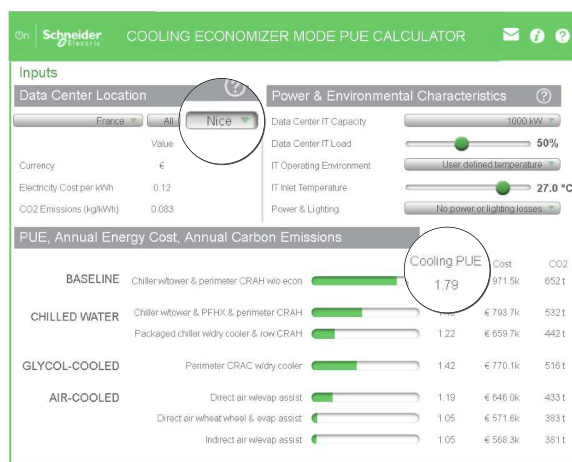 On Schneider Electric COOLING ECONOMIZER MODE PUE CALCULATOR
Inputs
Data Center Location
France All Nice
Value
Currency €
Electricity Cost per kWh 0.12
CO2 Emissions (kg/kWh) 0.083
Power & Environmental Characteristics
Data Center IT Capacity 1000 kW
Data Center IT Load 50%
IT Operating Environment User defined temperature
IT Inlet Temperature 27.0 °C
Power & Lighting No power or lighting losses
PUE, Annual Energy Cost, Annual Carbon Emissions
Cooling PUE Cost CO2
BASELINE Chiller w/tower & perimeter CRAH w/o econ 1.79 971.5k 652 t
CHILLED WATER Chiller w/tower & PFHX & perimeter CRAH € 793.7k 532 t
Packaged chiller w/dry cooler & row CRAH 1.22 € 659.7k 442 t
GLYCOL-COOLED Perimeter CRAC w/dry cooler 1.42 € 770.1k 516 t
AIR-COOLED Direct air w/evap assist 1.19 € 646.0k 433 t
Direct air w/heat wheel & evap assist 1.05 € 571.6k 383 t
Indirect air w/evap assist 1.05 € 568.3k 381 t